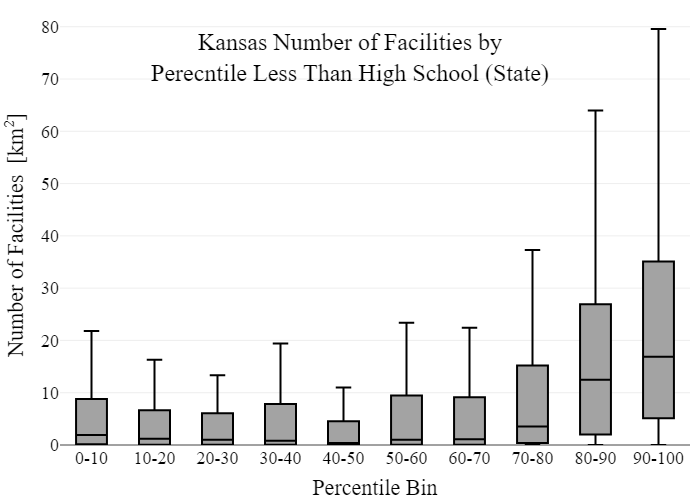 Kansas Number of Facilities by
Perecntile Less Than High School (State)
Number of Facilities [km²]
80
70
60
50
40
30
20
10
0
0-10 10-20 20-30 30-40 40-50 50-60 60-70 70-80 80-90 90-100
Percentile Bin